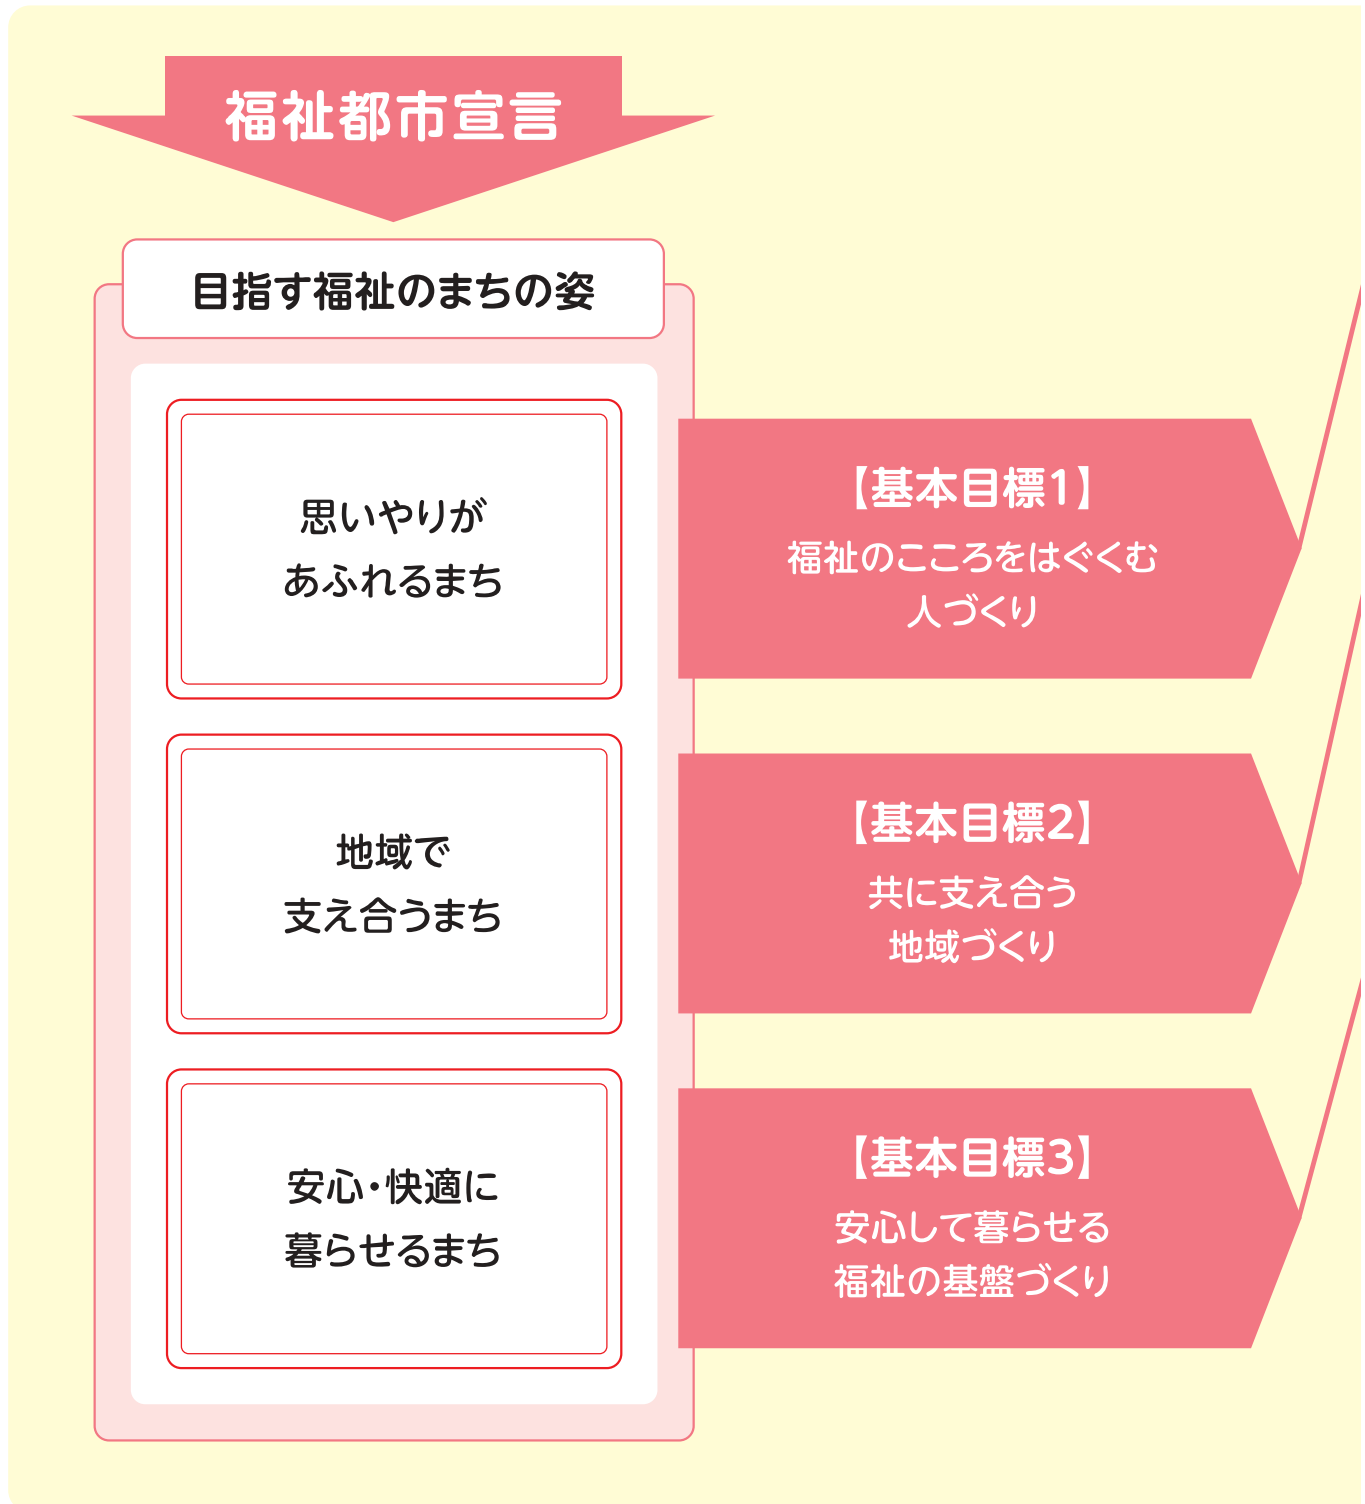 福祉都市宣言
目指す福祉のまちの姿
思いやりが
あふれるまち
【基本目標1】
福祉のこころをはぐくむ
人づくり
地域で
支え合うまち
【基本目標2】
共に支え合う
地域づくり
安心・快適に
暮らせるまち
【基本目標3】
安心して暮らせる
福祉の基盤づくり